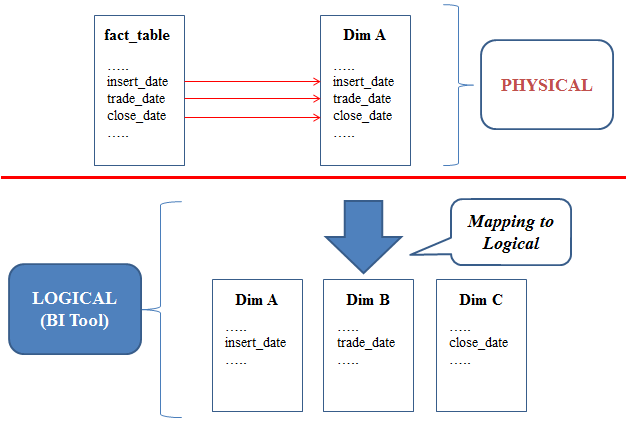 fact_table
.....
insert_date
trade_date
close_date
.....
Dim A
.....
insert_date
trade_date
close_date
.....
PHYSICAL
Mapping to
Logical
LOGICAL
(BI Tool)
Dim A
.....
insert_date
.....
Dim B
.....
trade_date
.....
Dim C
.....
close_date
.....